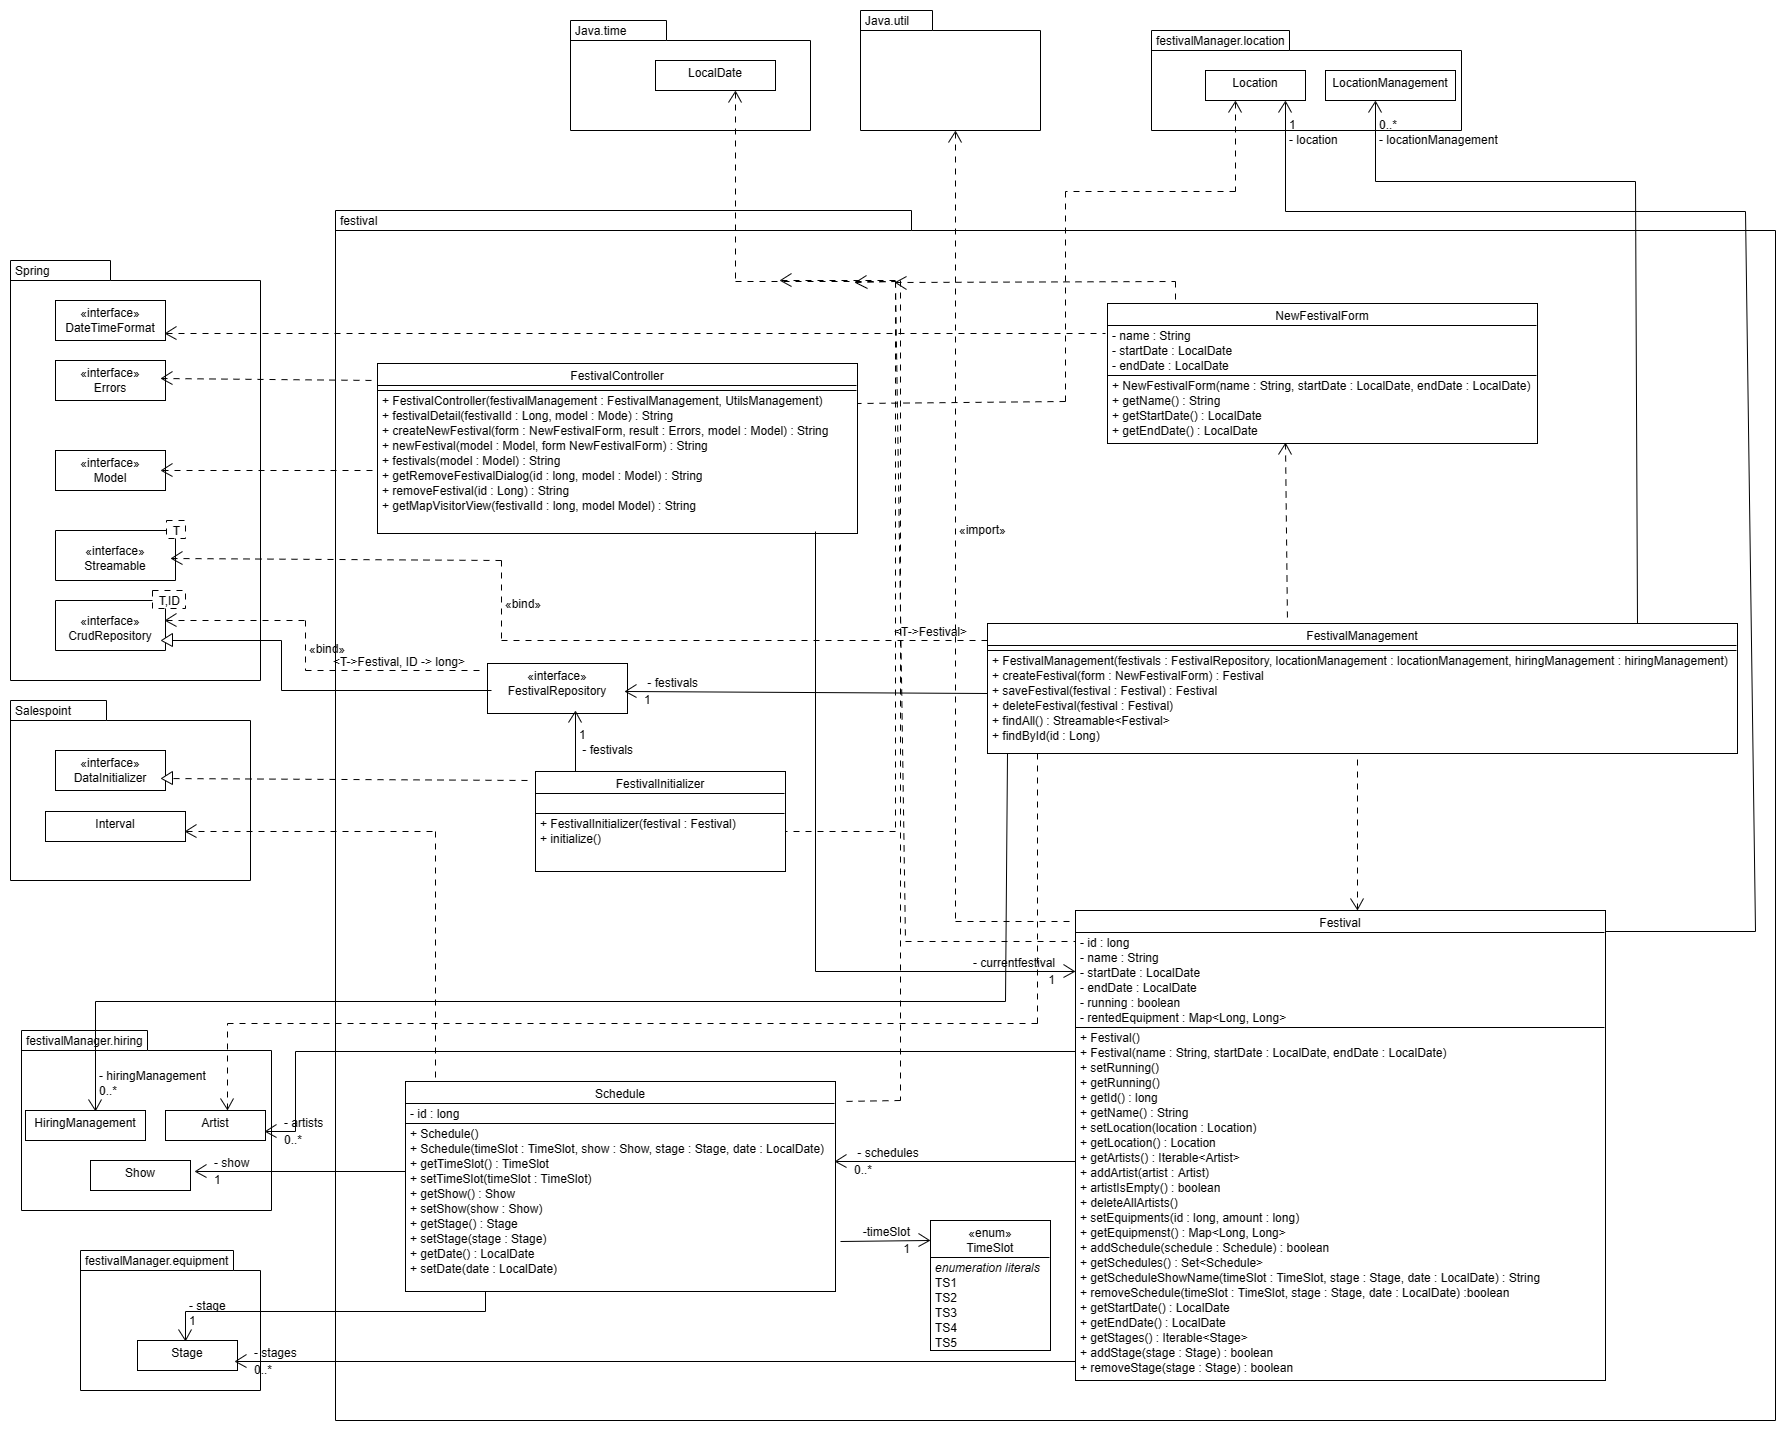 Java.time
LocalDate
Java.util
festivalManager.location
Location
LocationManagement
1
- location
0..*
- locationManagement
festival
Spring
«interface»
DateTimeFormat
«interface»
Errors
«interface»
Model
T
«interface»
Streamable
T,ID
«interface»
CrudRepository
NewFestivalForm
- name : String
- startDate : LocalDate
- endDate : LocalDate
+ NewFestivalForm(name : String, startDate : LocalDate, endDate : LocalDate)
+ getName() : String
+ getStartDate() : LocalDate
+ getEndDate() : LocalDate
FestivalController
+ FestivalController(festivalManagement : FestivalManagement, UtilsManagement)
+ festivalDetail(festivalId : Long, model : Mode) : String
+ createNewFestival(form : NewFestivalForm, result : Errors, model : Model) : String
+ newFestival(model : Model, form NewFestivalForm) : String
+ festivals(model : Model) : String
+ getRemoveFestivalDialog(id : long, model : Model) : String
+ removeFestival(id : Long) : String
+ getMapVisitorView(festivalId : long, model Model) : String
«import»
«bind»
<T->Festival>
«bind»
<T->Festival, ID -> long>
FestivalManagement
+ FestivalManagement(festivals : FestivalRepository, locationManagement : locationManagement, hiringManagement : hiringManagement)
+ createFestival(form : NewFestivalForm) : Festival
+ saveFestival(festival : Festival) : Festival
+ deleteFestival(festival : Festival)
+ findAll() : Streamable<Festival>
+ findById(id : Long)
«interface»
FestivalRepository
- festivals
1
1
- festivals
Salespoint
«interface»
DataInitializer
Interval
FestivalInitializer
+ FestivalInitializer(festival : Festival)
+ initialize()
- currentfestival
1
Festival
- id : long
- name : String
- startDate : LocalDate
- endDate : LocalDate
- running : boolean
- rentedEquipment : Map<Long, Long>
+ Festival()
+ Festival(name : String, startDate : LocalDate, endDate : LocalDate)
+ setRunning()
+ getRunning()
+ getId() : long
+ getName() : String
+ setLocation(location : Location)
+ getLocation() : Location
+ getArtists() : Iterable<Artist>
+ addArtist(artist : Artist)
+ artistIsEmpty() : boolean
+ deleteAllArtists()
+ setEquipments(id : long, amount : long)
+ getEquipmenst() : Map<Long, Long>
+ addSchedule(schedule : Schedule) : boolean
+ getSchedules() : Set<Schedule>
+ getScheduleShowName(timeSlot : TimeSlot, stage : Stage, date : LocalDate) : String
+ removeSchedule(timeSlot : TimeSlot, stage : Stage, date : LocalDate) :boolean
+ getStartDate() : LocalDate
+ getEndDate() : LocalDate
+ getStages() : Iterable<Stage>
+ addStage(stage : Stage) : boolean
+ removeStage(stage : Stage) : boolean
festivalManager.hiring
- hiringManagement
0..*
HiringManagement
Artist
- artists
0..*
Show
- show
1
Schedule
- id : long
+ Schedule()
+ Schedule(timeSlot : TimeSlot, show : Show, stage : Stage, date : LocalDate)
+ getTimeSlot() : TimeSlot
+ setTimeSlot(timeSlot : TimeSlot)
+ getShow() : Show
+ setShow(show : Show)
+ getStage() : Stage
+ setStage(stage : Stage)
+ getDate() : LocalDate
+ setDate(date : LocalDate)
- schedules
0..*
-timeSlot
1
«enum»
TimeSlot
enumeration literals
TS1
TS2
TS3
TS4
TS5
festivalManager.equipment
- stage
1
Stage
- stages
0..*